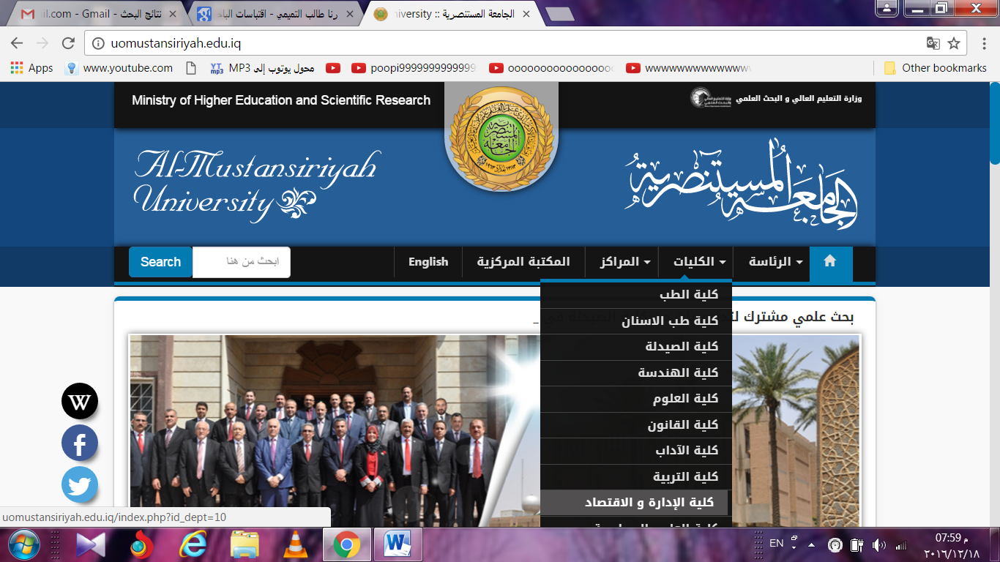 نتائج البحث - Gmail - il.com
رنا طالب التميمي - اقتباسات الباح
الجامعة المستنصرية :: niversity
uomustansiriyah.edu.iq
Apps
www.youtube.com
محول يوتوب إلى MP3
poopi9999999999999
oooooooooooooooo
wwwwwwwwwwwwww
Other bookmarks
Ministry of Higher Education and Scientific Research
وزارة التعليم العالي و البحث العلمي
Al-Mustansiriyah
University
الجامعة المستنصرية
Search
ابحث من هنا
English
المكتبة المركزية
المراكز
الكليات
الرئاسة
كلية الطب
بحث علمي مشترك
كلية طب الاسنان
كلية الصيدلة
كلية الهندسة
كلية العلوم
كلية القانون
كلية الآداب
كلية التربية
كلية الإدارة و الاقتصاد
W
f
uomustansiriyah.edu.iq/index.php?id_dept=10
EN
07:59 م
٢٠١٦/١٢/١٨